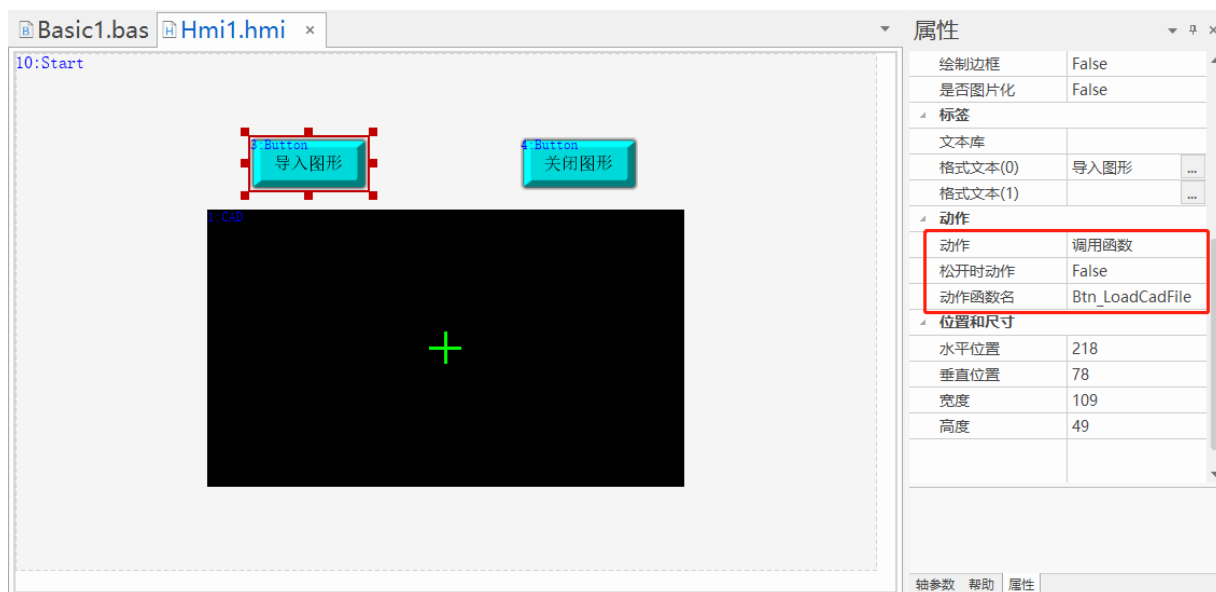 Basic1.bas Hmi1.hmi ×
10:Start
3:Button
导入图形
4:Button
关闭图形
1:CAD
属性
绘制边框 False
是否图片化 False
标签
文本库
格式文本(0) 导入图形 ...
格式文本(1) ...
动作
动作 调用函数
松开时动作 False
动作函数名 Btn_LoadCadFile
位置和尺寸
水平位置 218
垂直位置 78
宽度 109
高度 49
轴参数 帮助 属性